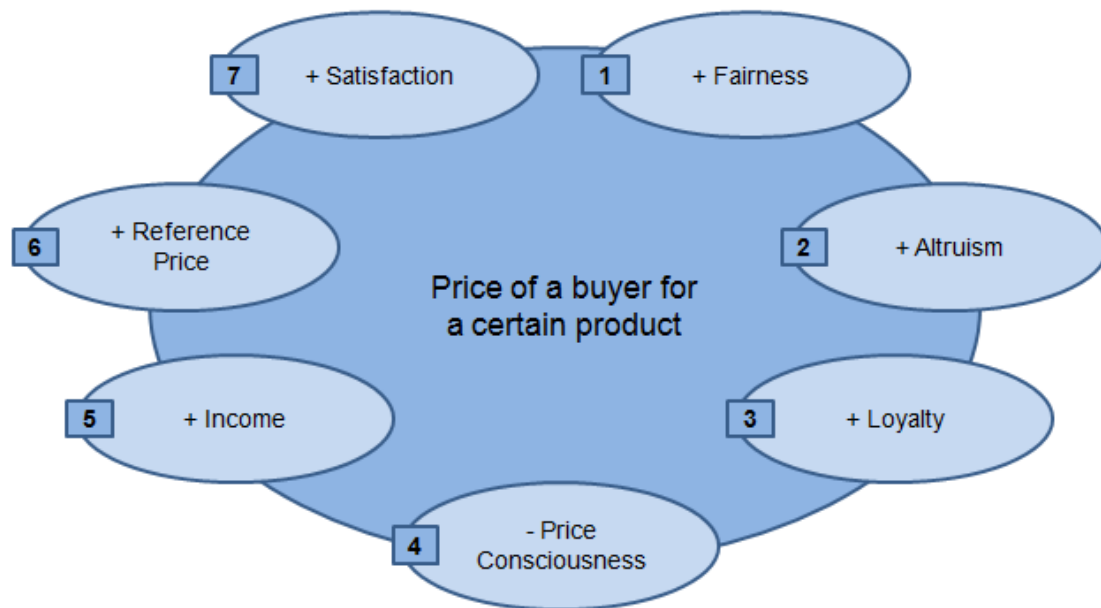 7
+ Satisfaction
1
+ Fairness
6
+ Reference
Price
2
+ Altruism
Price of a buyer for
a certain product
5
+ Income
3
+ Loyalty
4
- Price
Consciousness